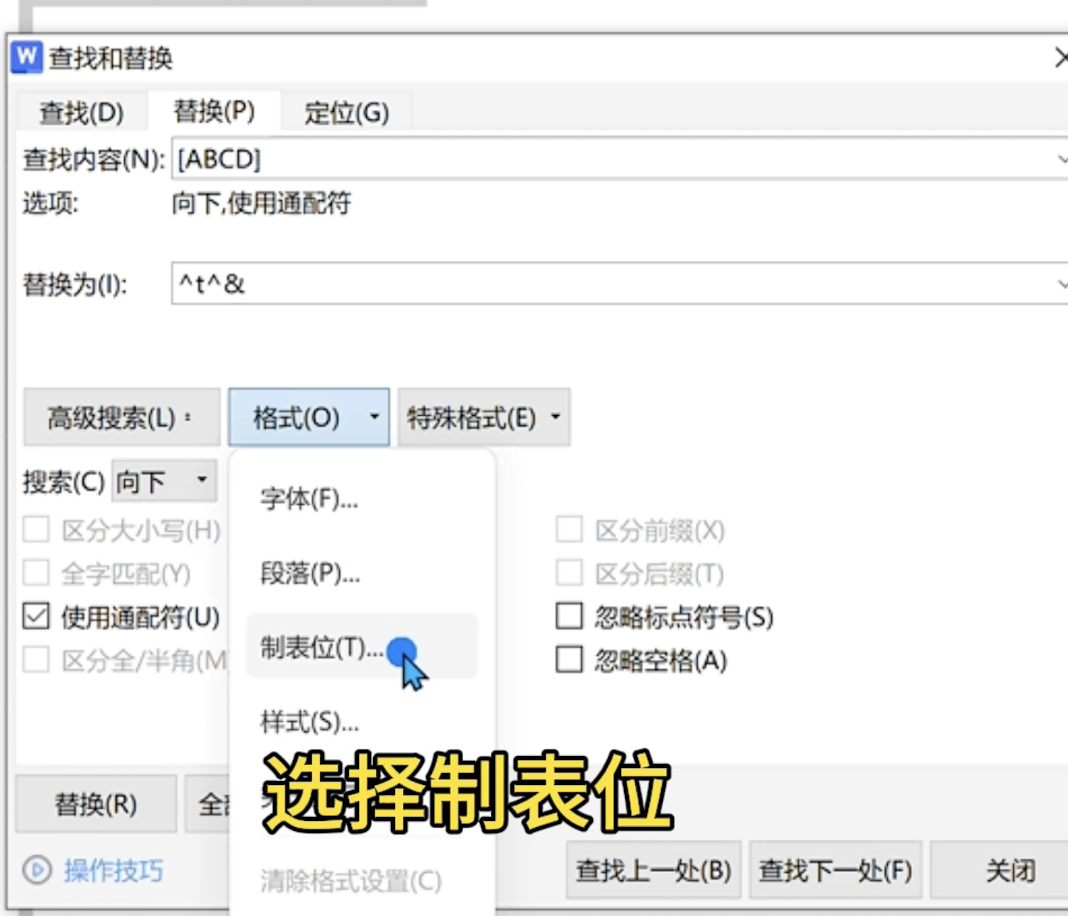 W 查找和替换
查找(D) 替换(P) 定位(G)
查找内容(N): [ABCD]
选项: 向下,使用通配符
替换为(I): ^t^&
高级搜索(L) 格式(O) 特殊格式(E)
搜索(C) 向下
字体(F)...
区分大小写(H) 区分前缀(X)
全字匹配(Y) 段落(P)... 区分后缀(T)
使用通配符(U) 制表位(T)... 忽略标点符号(S)
区分全/半角(M 忽略空格(A)
样式(S)...
选择制表位
替换(R) 全
操作技巧 清除格式设置(C) 查找上一处(B) 查找下一处(F) 关闭